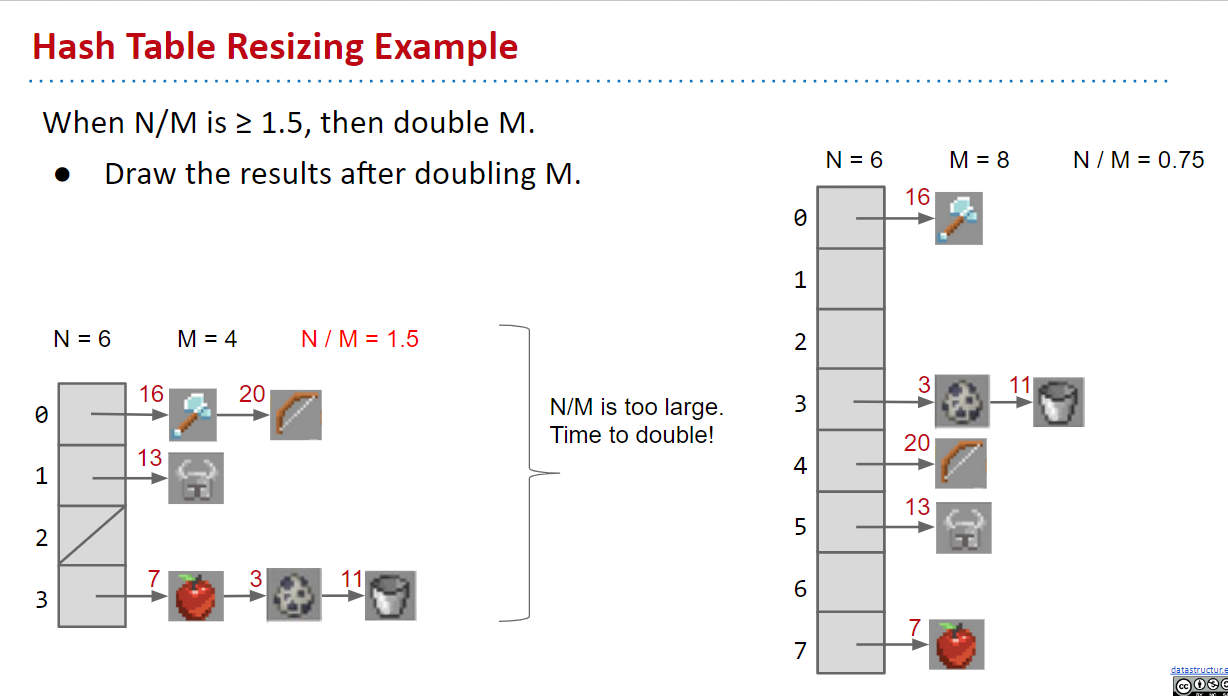 Hash Table Resizing Example
When N/M is ≥ 1.5, then double M.
● Draw the results after doubling M.
N = 6 M = 4 N / M = 1.5
0 16 20
1 13
2
3 7 3 11
N/M is too large.
Time to double!
N = 6 M = 8 N / M = 0.75
0 16
1
2
3 3 11
4 20
5 13
6
7 7
datastructur.e